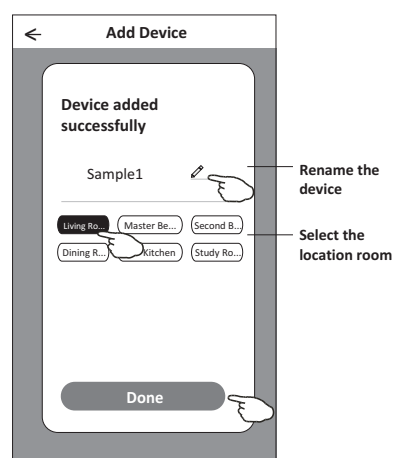 Add Device
Device added
successfully
Sample1
Rename the
device
Living Ro...
Master Be...
Second B...
Select the
location room
Dining R...
Kitchen
Study Ro...
Done